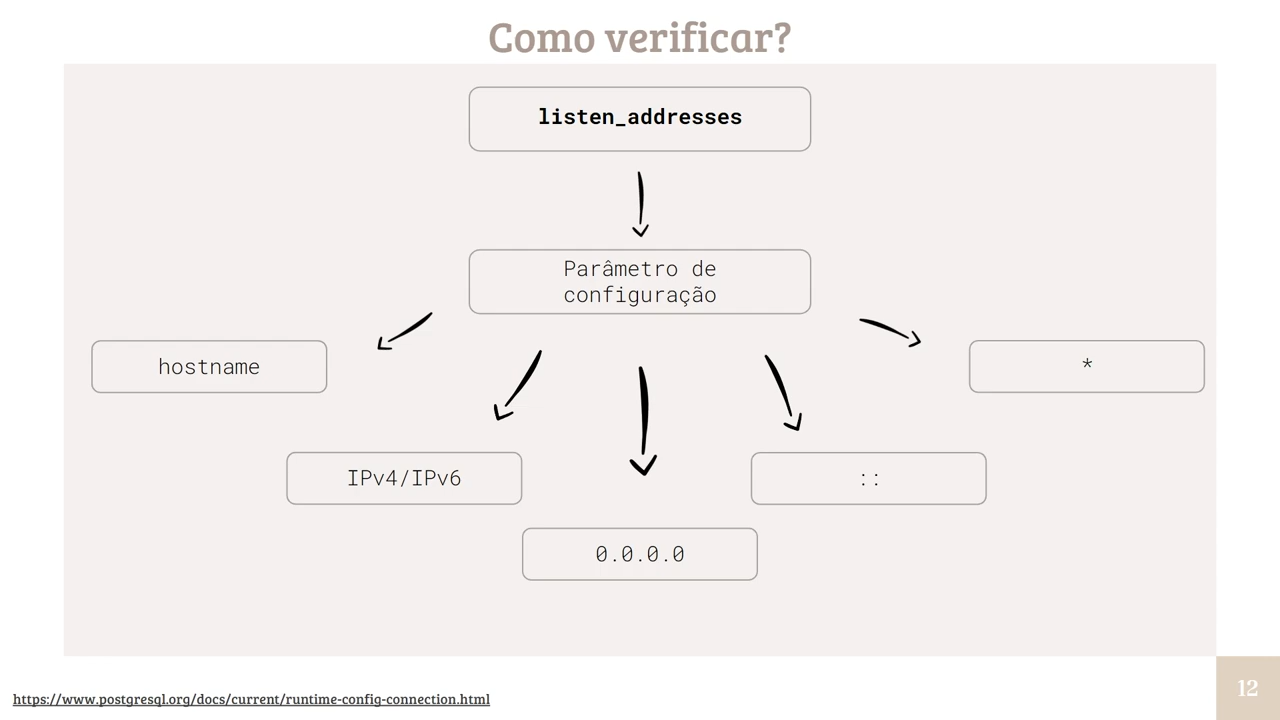 Como verificar?
listen_addresses
Parâmetro de
configuração
hostname
*
IPv4/IPv6
::
0.0.0.0
https://www.postgresql.org/docs/current/runtime-config-connection.html
12